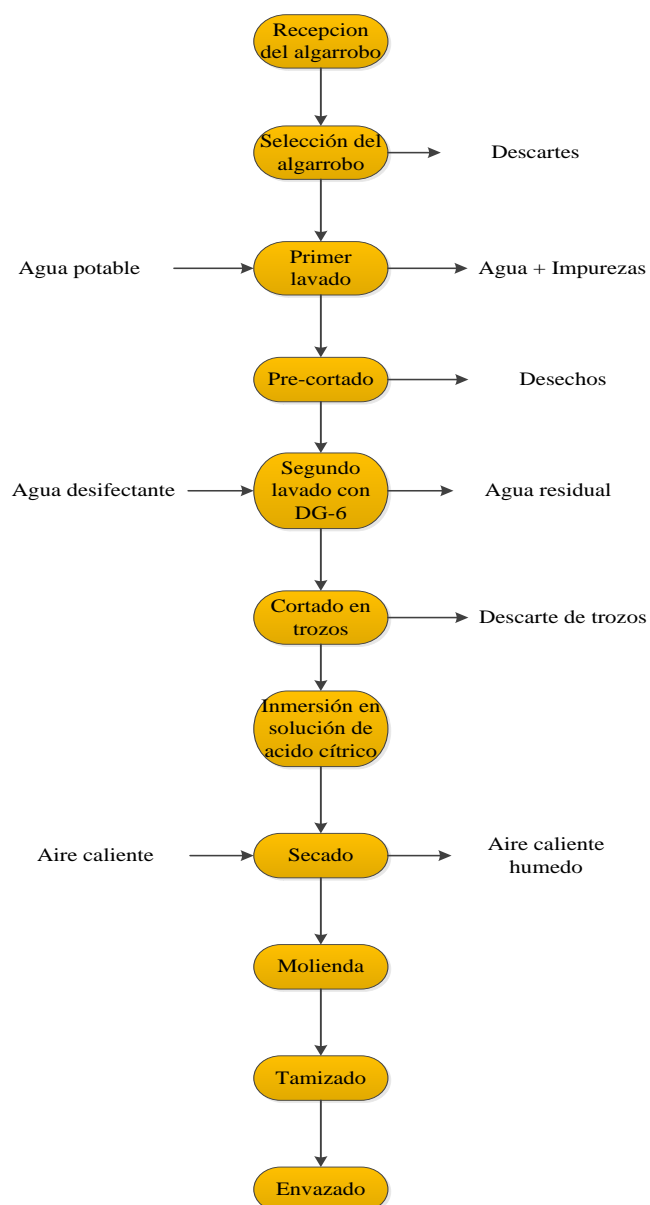 Recepcion
del algarrobo
Selección del
algarrobo
Descartes
Agua potable
Primer
lavado
Agua + Impurezas
Pre-cortado
Desechos
Agua desifectante
Segundo
lavado con
DG-6
Agua residual
Cortado en
trozos
Descarte de trozos
Inmersión en
solución de
acido cítrico
Aire caliente
Secado
Aire caliente
humedo
Molienda
Tamizado
Envazado